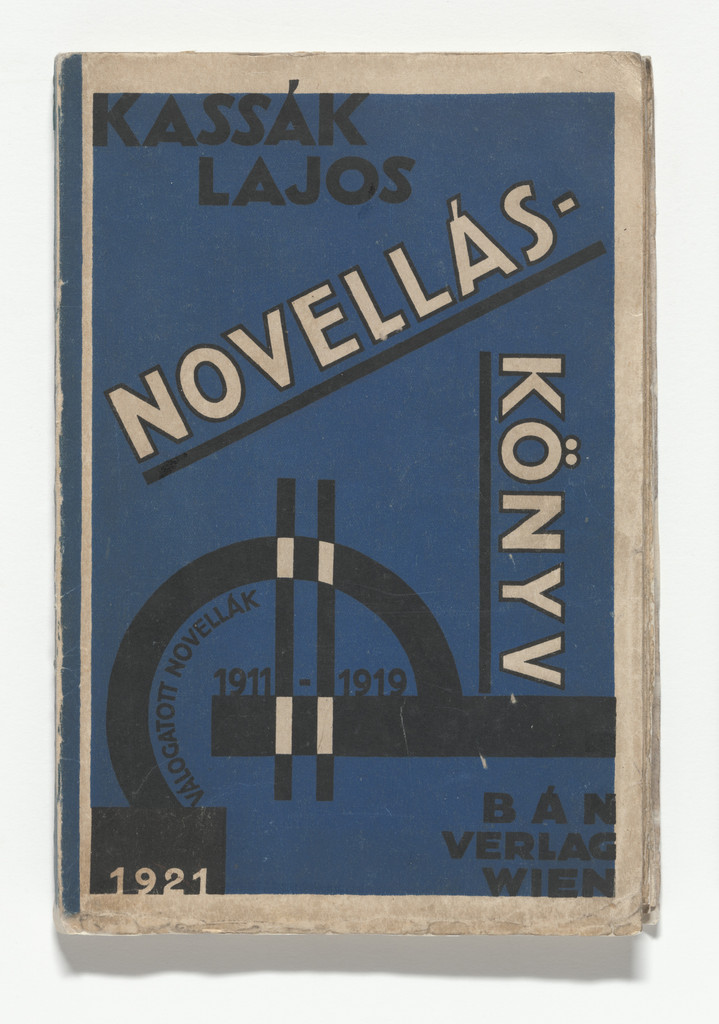 KASSÁK
LAJOS
NOVELLÁS-
KÖNYV
VÁLOGATOTT NOVELLÁK
1911 - 1919
1921
BÁN
VERLAG
WIEN